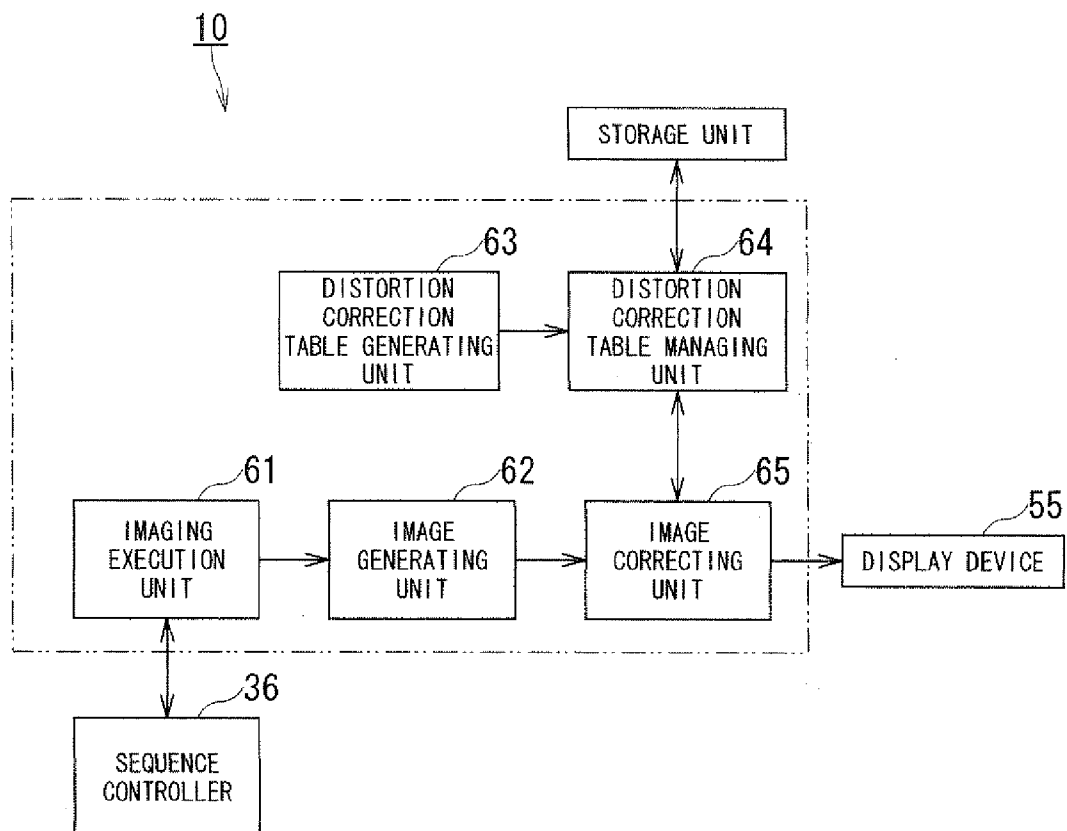 10
STORAGE UNIT
63
DISTORTION
CORRECTION
TABLE GENERATING
UNIT
64
DISTORTION
CORRECTION
TABLE MANAGING
UNIT
61
IMAGING
EXECUTION
UNIT
62
IMAGE
GENERATING
UNIT
65
IMAGE
CORRECTING
UNIT
55
DISPLAY DEVICE
36
SEQUENCE
CONTROLLER